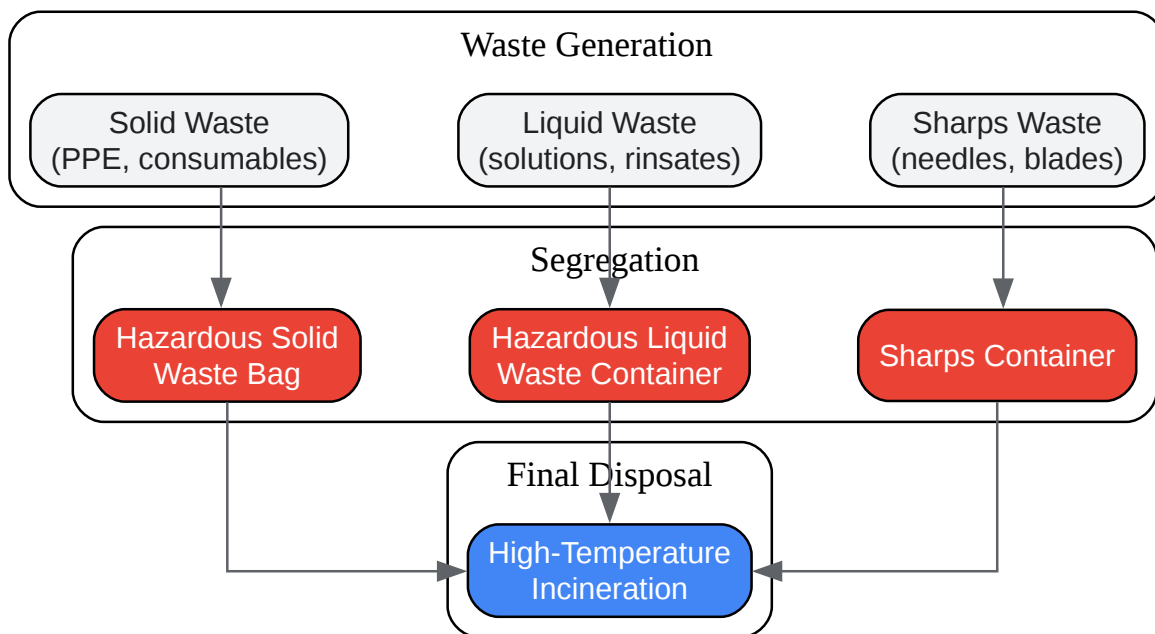 Waste Generation
Solid Waste
(PPE, consumables)
Liquid Waste
(solutions, rinsates)
Sharps Waste
(needles, blades)
Segregation
Hazardous Solid
Waste Bag
Hazardous Liquid
Waste Container
Sharps Container
Final Disposal
High-Temperature
Incineration